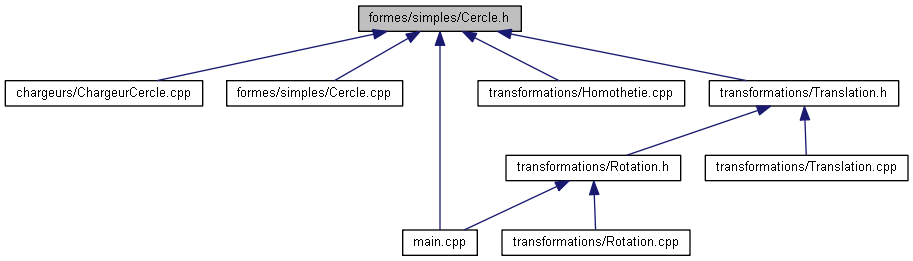 formes/simples/Cercle.h
chargeurs/ChargeurCercle.cpp
formes/simples/Cercle.cpp
transformations/Homothetie.cpp
transformations/Translation.h
transformations/Rotation.h
transformations/Translation.cpp
main.cpp
transformations/Rotation.cpp